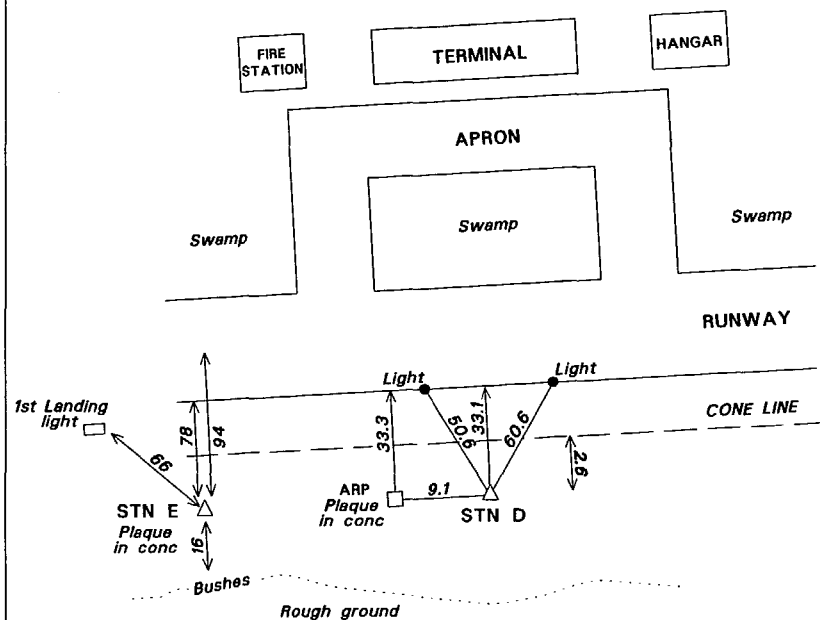 FIRE
STATION
TERMINAL
HANGAR
APRON
Swamp
Swamp
Swamp
RUNWAY
Light
Light
1st Landing
light
CONE LINE
78
94
33.3
50.6
33.1
60.6
66
2.6
ARP
Plaque
in conc
9.1
STN D
STN E
Plaque
in conc
16
Bushes
Rough ground